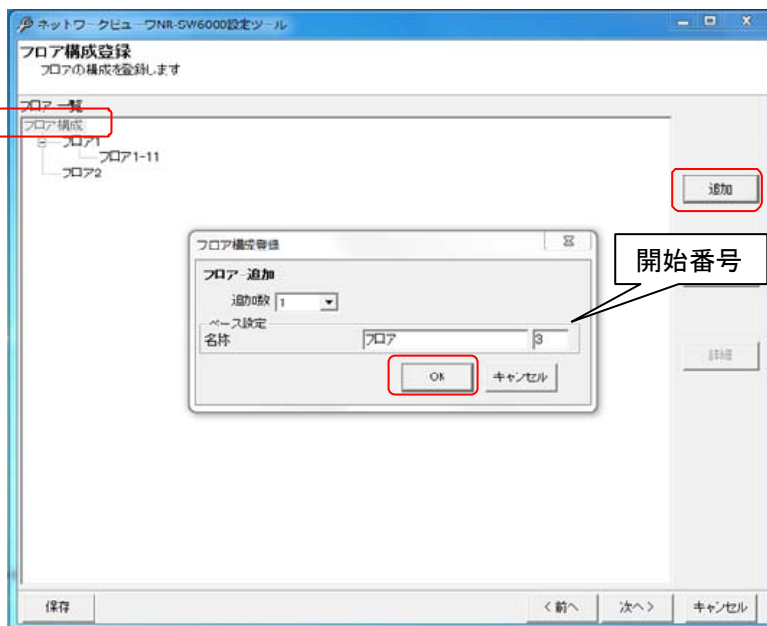 ネットワークビューワNR-SW6000設定ツール
フロア構成登録
フロアの構成を登録します
フロア一覧
フロア構成
フロア1
フロア1-11
フロア2
追加
フロア構成登録
開始番号
フロア-追加
追加数 1
ベース設定
名称 フロア 3
OK キャンセル
詳細
保存 <前へ 次へ> キャンセル